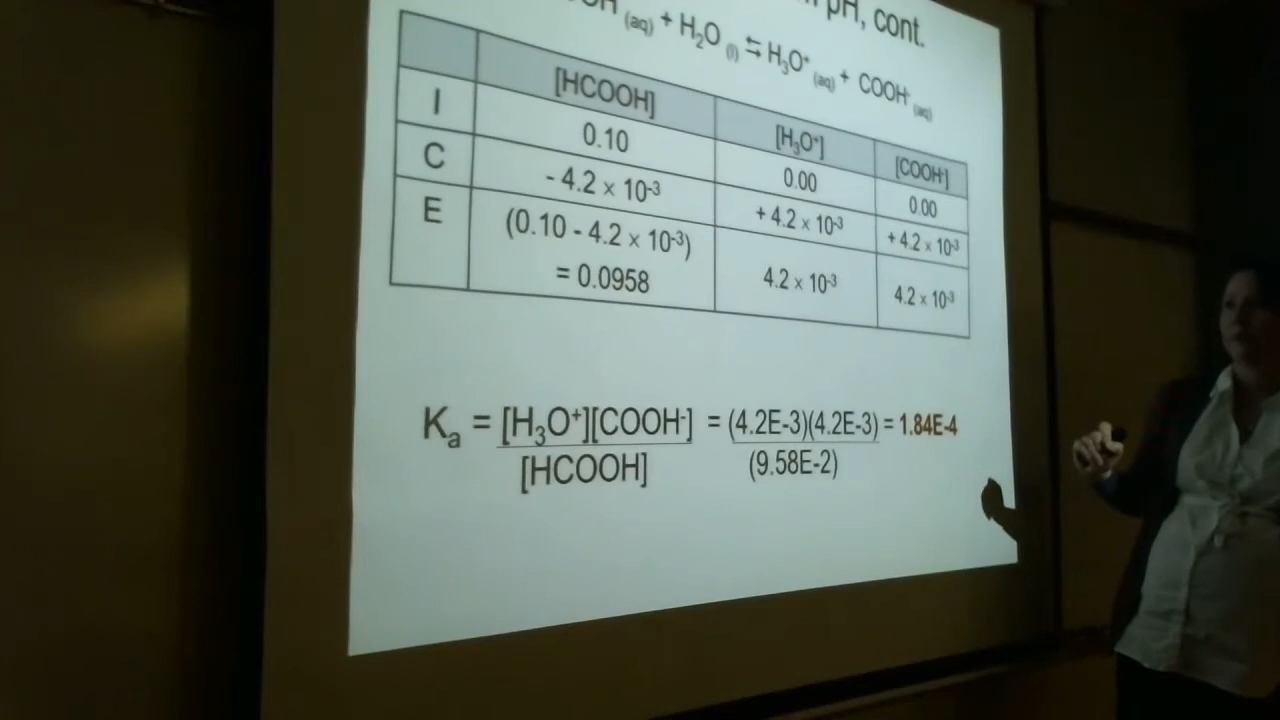 pH, cont.
OH (aq) + H₂O (l) ⇆ H₃O⁺ (aq) + COOH⁻ (aq)
[HCOOH] [H₃O⁺] [COOH⁻]
I 0.10 0.00 0.00
C - 4.2 × 10⁻³ + 4.2 × 10⁻³ + 4.2 × 10⁻³
E (0.10 - 4.2 × 10⁻³) 4.2 × 10⁻³ 4.2 × 10⁻³
= 0.0958
Kₐ = [H₃O⁺][COOH⁻] = (4.2E-3)(4.2E-3) = 1.84E-4
[HCOOH] (9.58E-2)